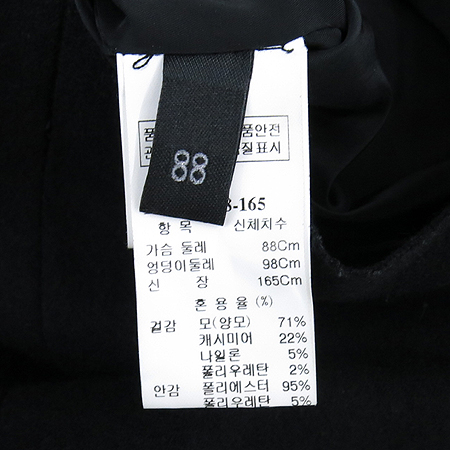 88
품 품안전
질표시
8-165
항 목 신체치수
가슴 둘레 88Cm
엉덩이둘레 98Cm
신 장 165Cm
혼 용 율 (%)
겉감 모(양모) 71%
캐시미어 22%
나일론 5%
폴리우레탄 2%
안감 폴리에스터 95%
폴리우레탄 5%